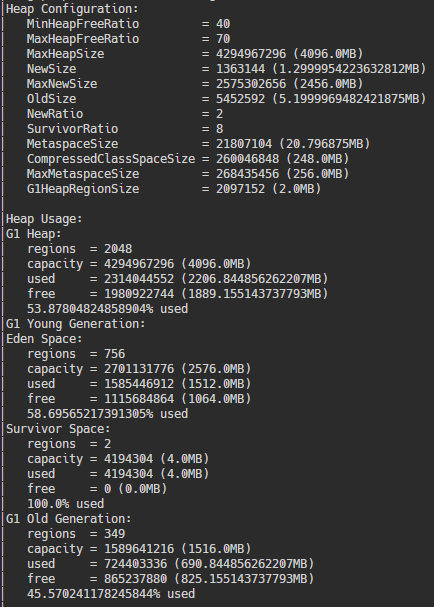 Heap Configuration:
MinHeapFreeRatio = 40
MaxHeapFreeRatio = 70
MaxHeapSize = 4294967296 (4096.0MB)
NewSize = 1363144 (1.2999954223632812MB)
MaxNewSize = 2575302656 (2456.0MB)
OldSize = 5452592 (5.1999969482421875MB)
NewRatio = 2
SurvivorRatio = 8
MetaspaceSize = 21807104 (20.796875MB)
CompressedClassSpaceSize = 260046848 (248.0MB)
MaxMetaspaceSize = 268435456 (256.0MB)
G1HeapRegionSize = 2097152 (2.0MB)
Heap Usage:
G1 Heap:
regions = 2048
capacity = 4294967296 (4096.0MB)
used = 2314044552 (2206.844856262207MB)
free = 1980922744 (1889.155143737793MB)
53.87804824858904% used
G1 Young Generation:
Eden Space:
regions = 756
capacity = 2701131776 (2576.0MB)
used = 1585446912 (1512.0MB)
free = 1115684864 (1064.0MB)
58.69565217391305% used
Survivor Space:
regions = 2
capacity = 4194304 (4.0MB)
used = 4194304 (4.0MB)
free = 0 (0.0MB)
100.0% used
G1 Old Generation:
regions = 349
capacity = 1589641216 (1516.0MB)
used = 724403336 (690.844856262207MB)
free = 865237880 (825.155143737793MB)
45.570241178245844% used